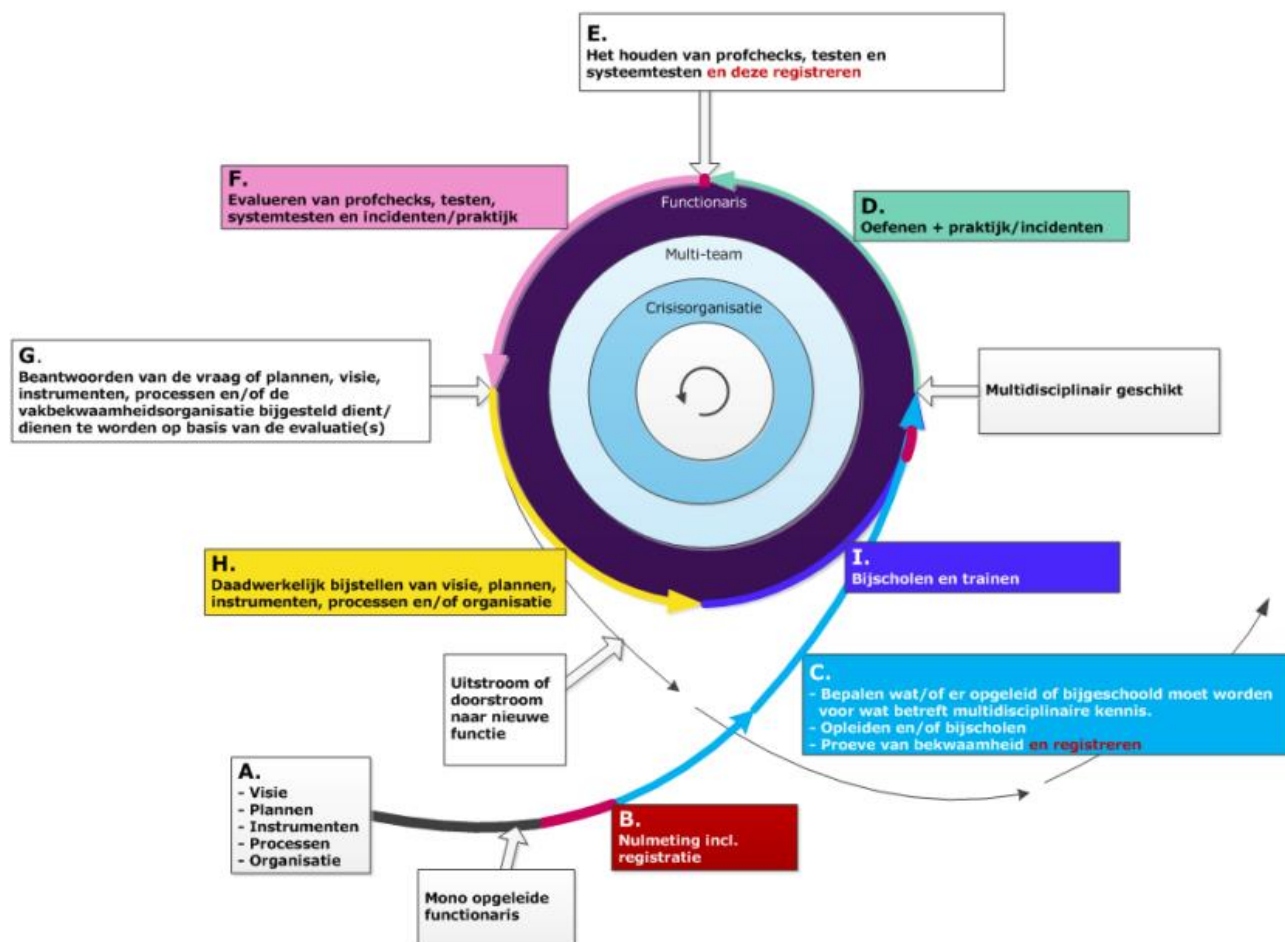 E.
Het houden van profchecks, testen en
systeemtesten en deze registreren
F.
Evalueren van profchecks, testen,
systemtesten en incidenten/praktijk
Functionaris
D.
Oefenen + praktijk/incidenten
Multi-team
Crisisorganisatie
G.
Beantwoorden van de vraag of plannen, visie,
instrumenten, processen en/of de
vakbekwaamheidsorganisatie bijgesteld dient/
dienen te worden op basis van de evaluatie(s)
Multidisciplinair geschikt
H.
Daadwerkelijk bijstellen van visie, plannen,
instrumenten, processen en/of organisatie
I.
Bijscholen en trainen
Uitstroom of
doorstroom
naar nieuwe
functie
C.
- Bepalen wat/of er opgeleid of bijgeschoold moet worden
voor wat betreft multidisciplinaire kennis.
- Opleiden en/of bijscholen
- Proeve van bekwaamheid en registreren
A.
- Visie
- Plannen
- Instrumenten
- Processen
- Organisatie
B.
Nulmeting incl.
registratie
Mono opgeleide
functionaris